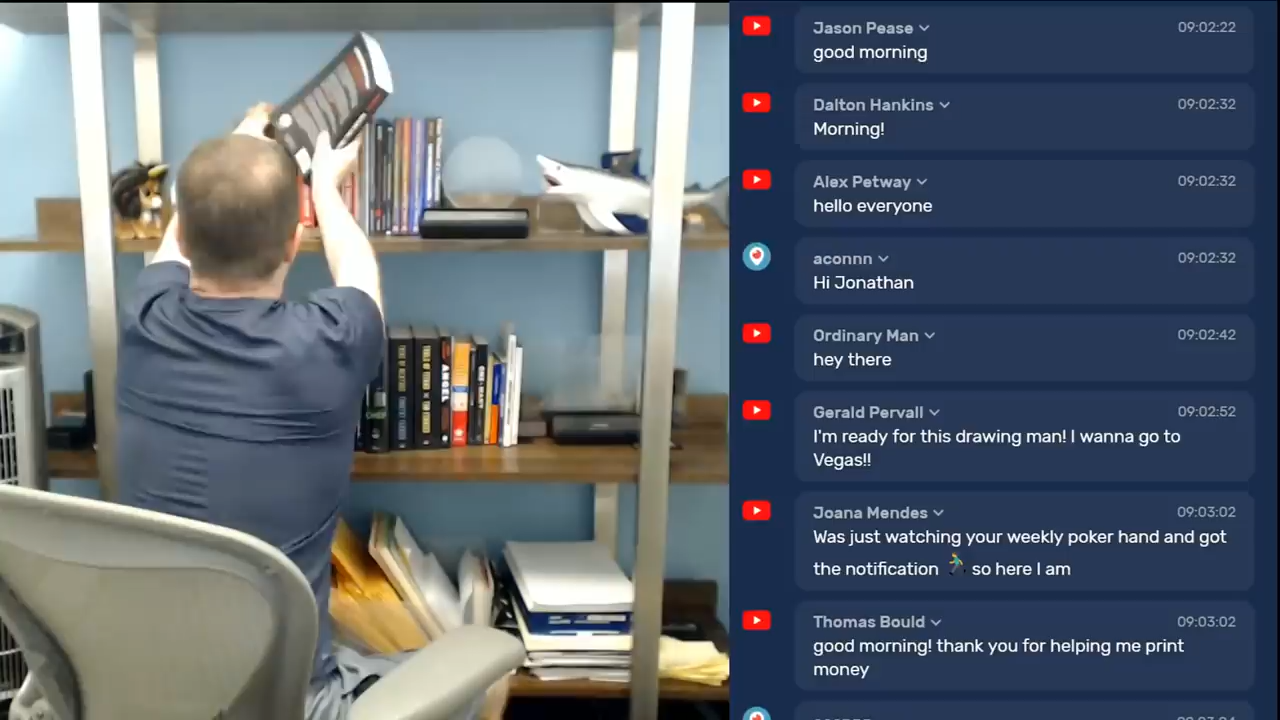 Jason Pease
09:02:22
good morning
Dalton Hankins
09:02:32
Morning!
Alex Petway
09:02:32
hello everyone
aconnn
09:02:32
Hi Jonathan
Ordinary Man
09:02:42
hey there
Gerald Pervall
09:02:52
I'm ready for this drawing man! I wanna go to
Vegas!!
Joana Mendes
09:03:02
Was just watching your weekly poker hand and got
the notification 🏃‍♂️ so here I am
Thomas Bould
09:03:02
good morning! thank you for helping me print
money
ANGEL